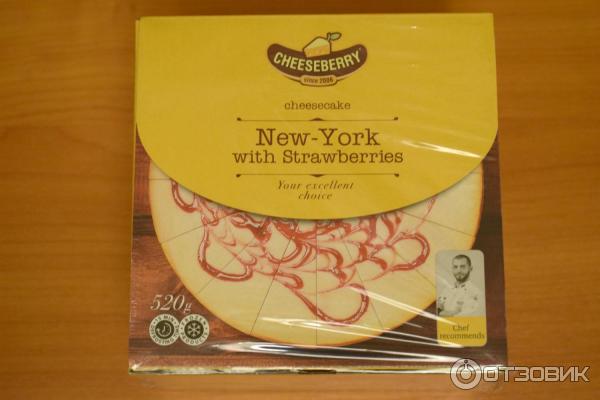 CHEESEBERRY
since 2006
cheesecake
New-York
with Strawberries
Your excellent
choice
520g
Chef
recommends
ОТЗОВИК